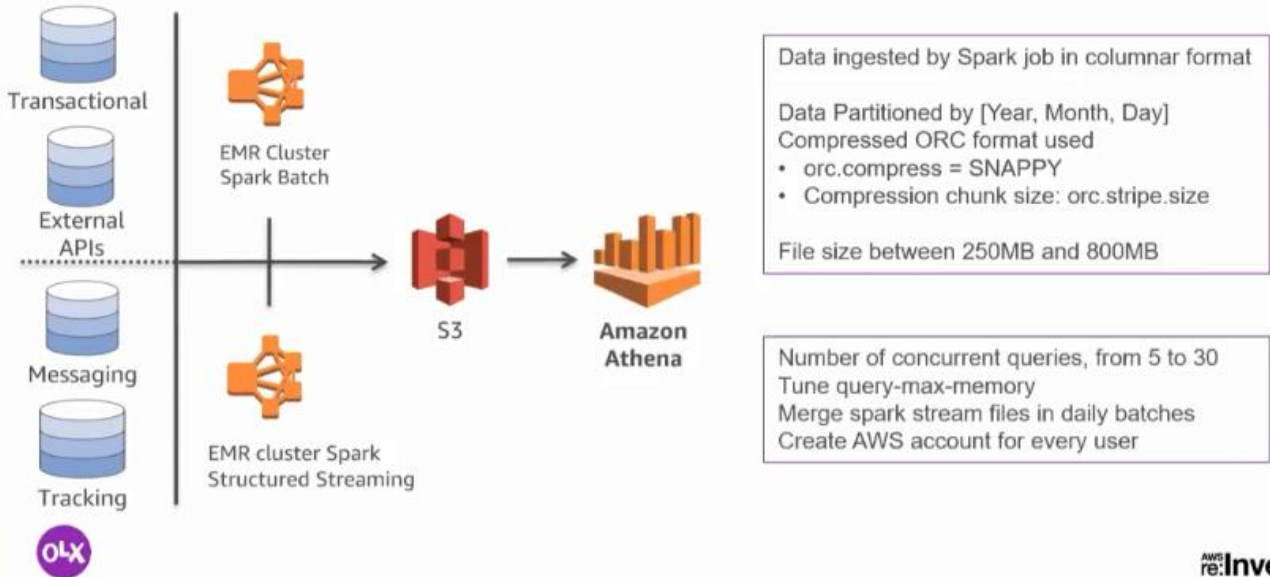 Transactional
External
APIs
Messaging
Tracking
OLX
EMR Cluster
Spark Batch
EMR cluster Spark
Structured Streaming
S3
Amazon
Athena
Data ingested by Spark job in columnar format
Data Partitioned by [Year, Month, Day]
Compressed ORC format used
• orc.compress = SNAPPY
• Compression chunk size: orc.stripe.size
File size between 250MB and 800MB
Number of concurrent queries, from 5 to 30
Tune query-max-memory
Merge spark stream files in daily batches
Create AWS account for every user
AWS
re:Inve